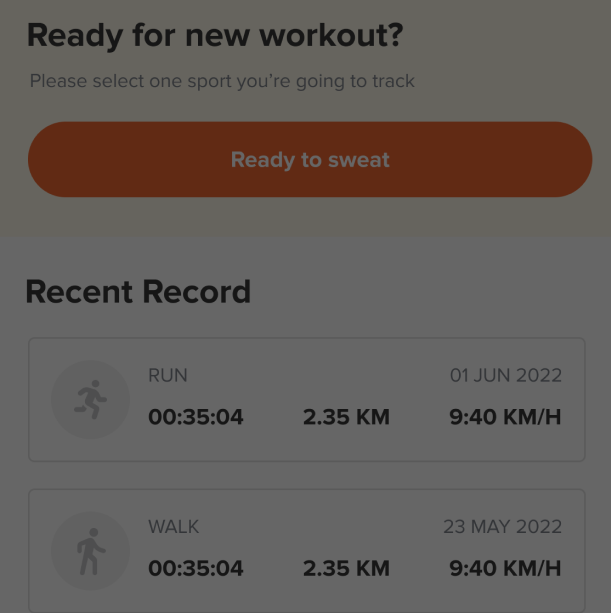 Ready for new workout?
Please select one sport you're going to track
Ready to sweat
Recent Record
RUN 01 JUN 2022
00:35:04 2.35 KM 9:40 KM/H
WALK 23 MAY 2022
00:35:04 2.35 KM 9:40 KM/H